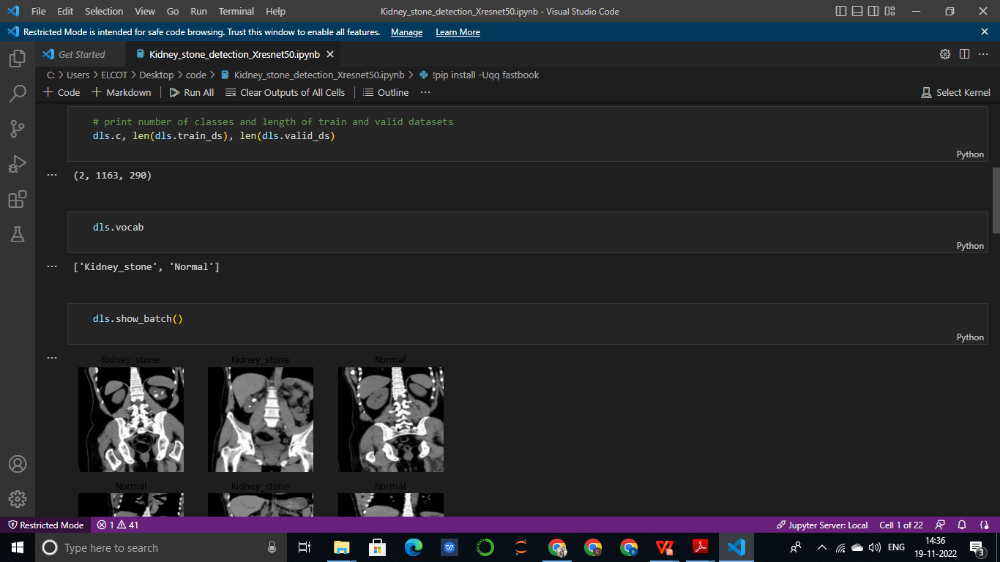 File Edit Selection View Go Run Terminal Help Kidney_stone_detection_Xresnet50.ipynb - Visual Studio Code
Restricted Mode is intended for safe code browsing. Trust this window to enable all features. Manage Learn More
Get Started Kidney_stone_detection_Xresnet50.ipynb
C: > Users > ELCOT > Desktop > code > Kidney_stone_detection_Xresnet50.ipynb > !pip install -Uqq fastbook
+ Code + Markdown Run All Clear Outputs of All Cells Outline ... Select Kernel
# print number of classes and length of train and valid datasets
dls.c, len(dls.train_ds), len(dls.valid_ds)
Python
... (2, 1163, 290)
dls.vocab
Python
... ['Kidney_stone', 'Normal']
dls.show_batch()
Python
...
Kidney_stone Kidney_stone Normal
Normal Kidney_stone Normal
Restricted Mode 1 41 Jupyter Server: Local Cell 1 of 22
Type here to search ENG 14:36
19-11-2022 3